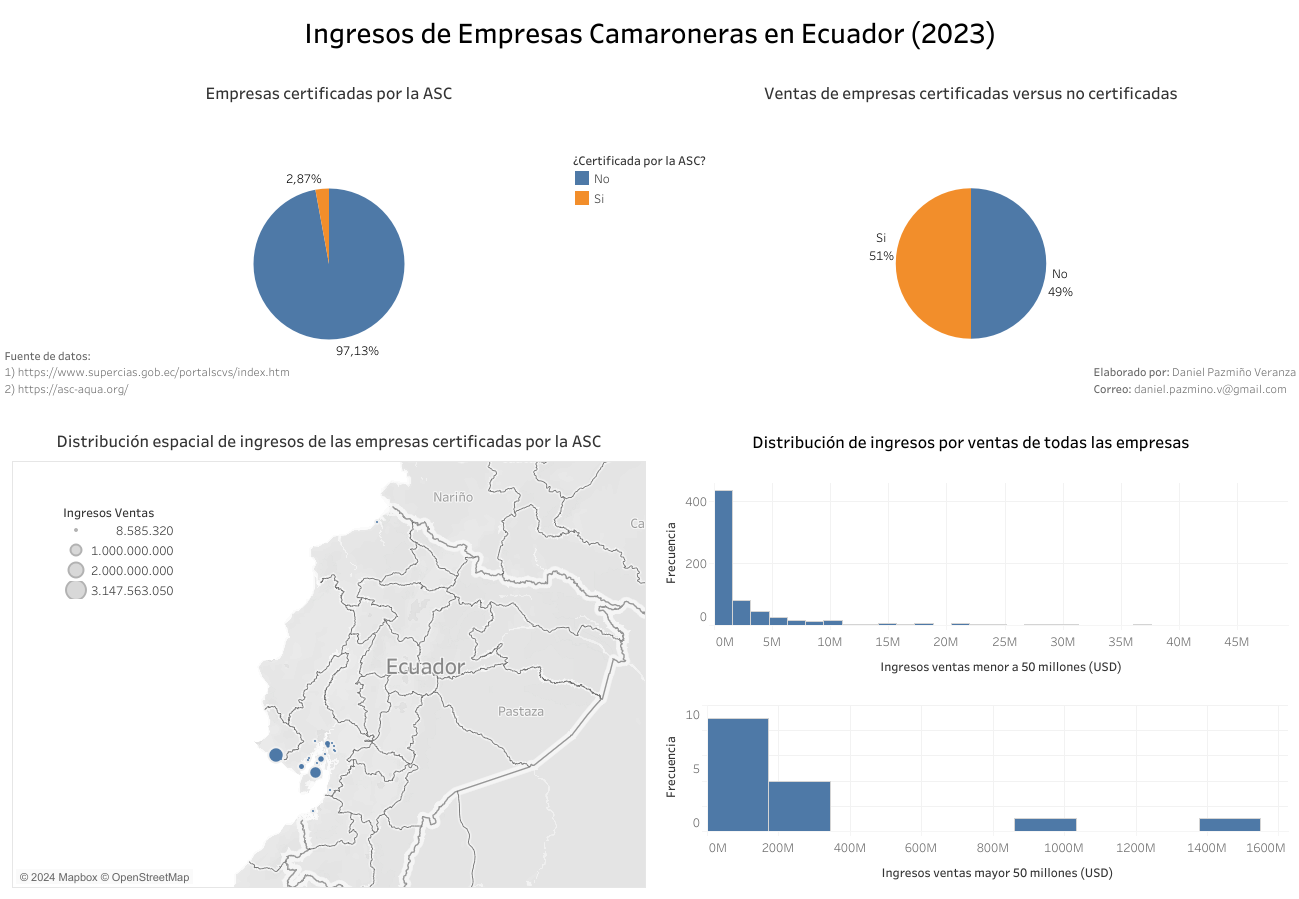 Ingresos de Empresas Camaroneras en Ecuador (2023)
Empresas certificadas por la ASC
2,87%
97,13%
¿Certificada por la ASC?
No
Si
Ventas de empresas certificadas versus no certificadas
Si
51%
No
49%
Fuente de datos:
1) https://www.supercias.gob.ec/portalscvs/index.htm
2) https://asc-aqua.org/
Elaborado por: Daniel Pazmiño Veranza
Correo: daniel.pazmino.v@gmail.com
Distribución espacial de ingresos de las empresas certificadas por la ASC
Ingresos Ventas
8.585.320
1.000.000.000
2.000.000.000
3.147.563.050
Nariño
Ca
Ecuador
Pastaza
© 2024 Mapbox © OpenStreetMap
Distribución de ingresos por ventas de todas las empresas
Frecuencia
400
200
0
0M 5M 10M 15M 20M 25M 30M 35M 40M 45M
Ingresos ventas menor a 50 millones (USD)
Frecuencia
10
5
0
0M 200M 400M 600M 800M 1000M 1200M 1400M 1600M
Ingresos ventas mayor 50 millones (USD)